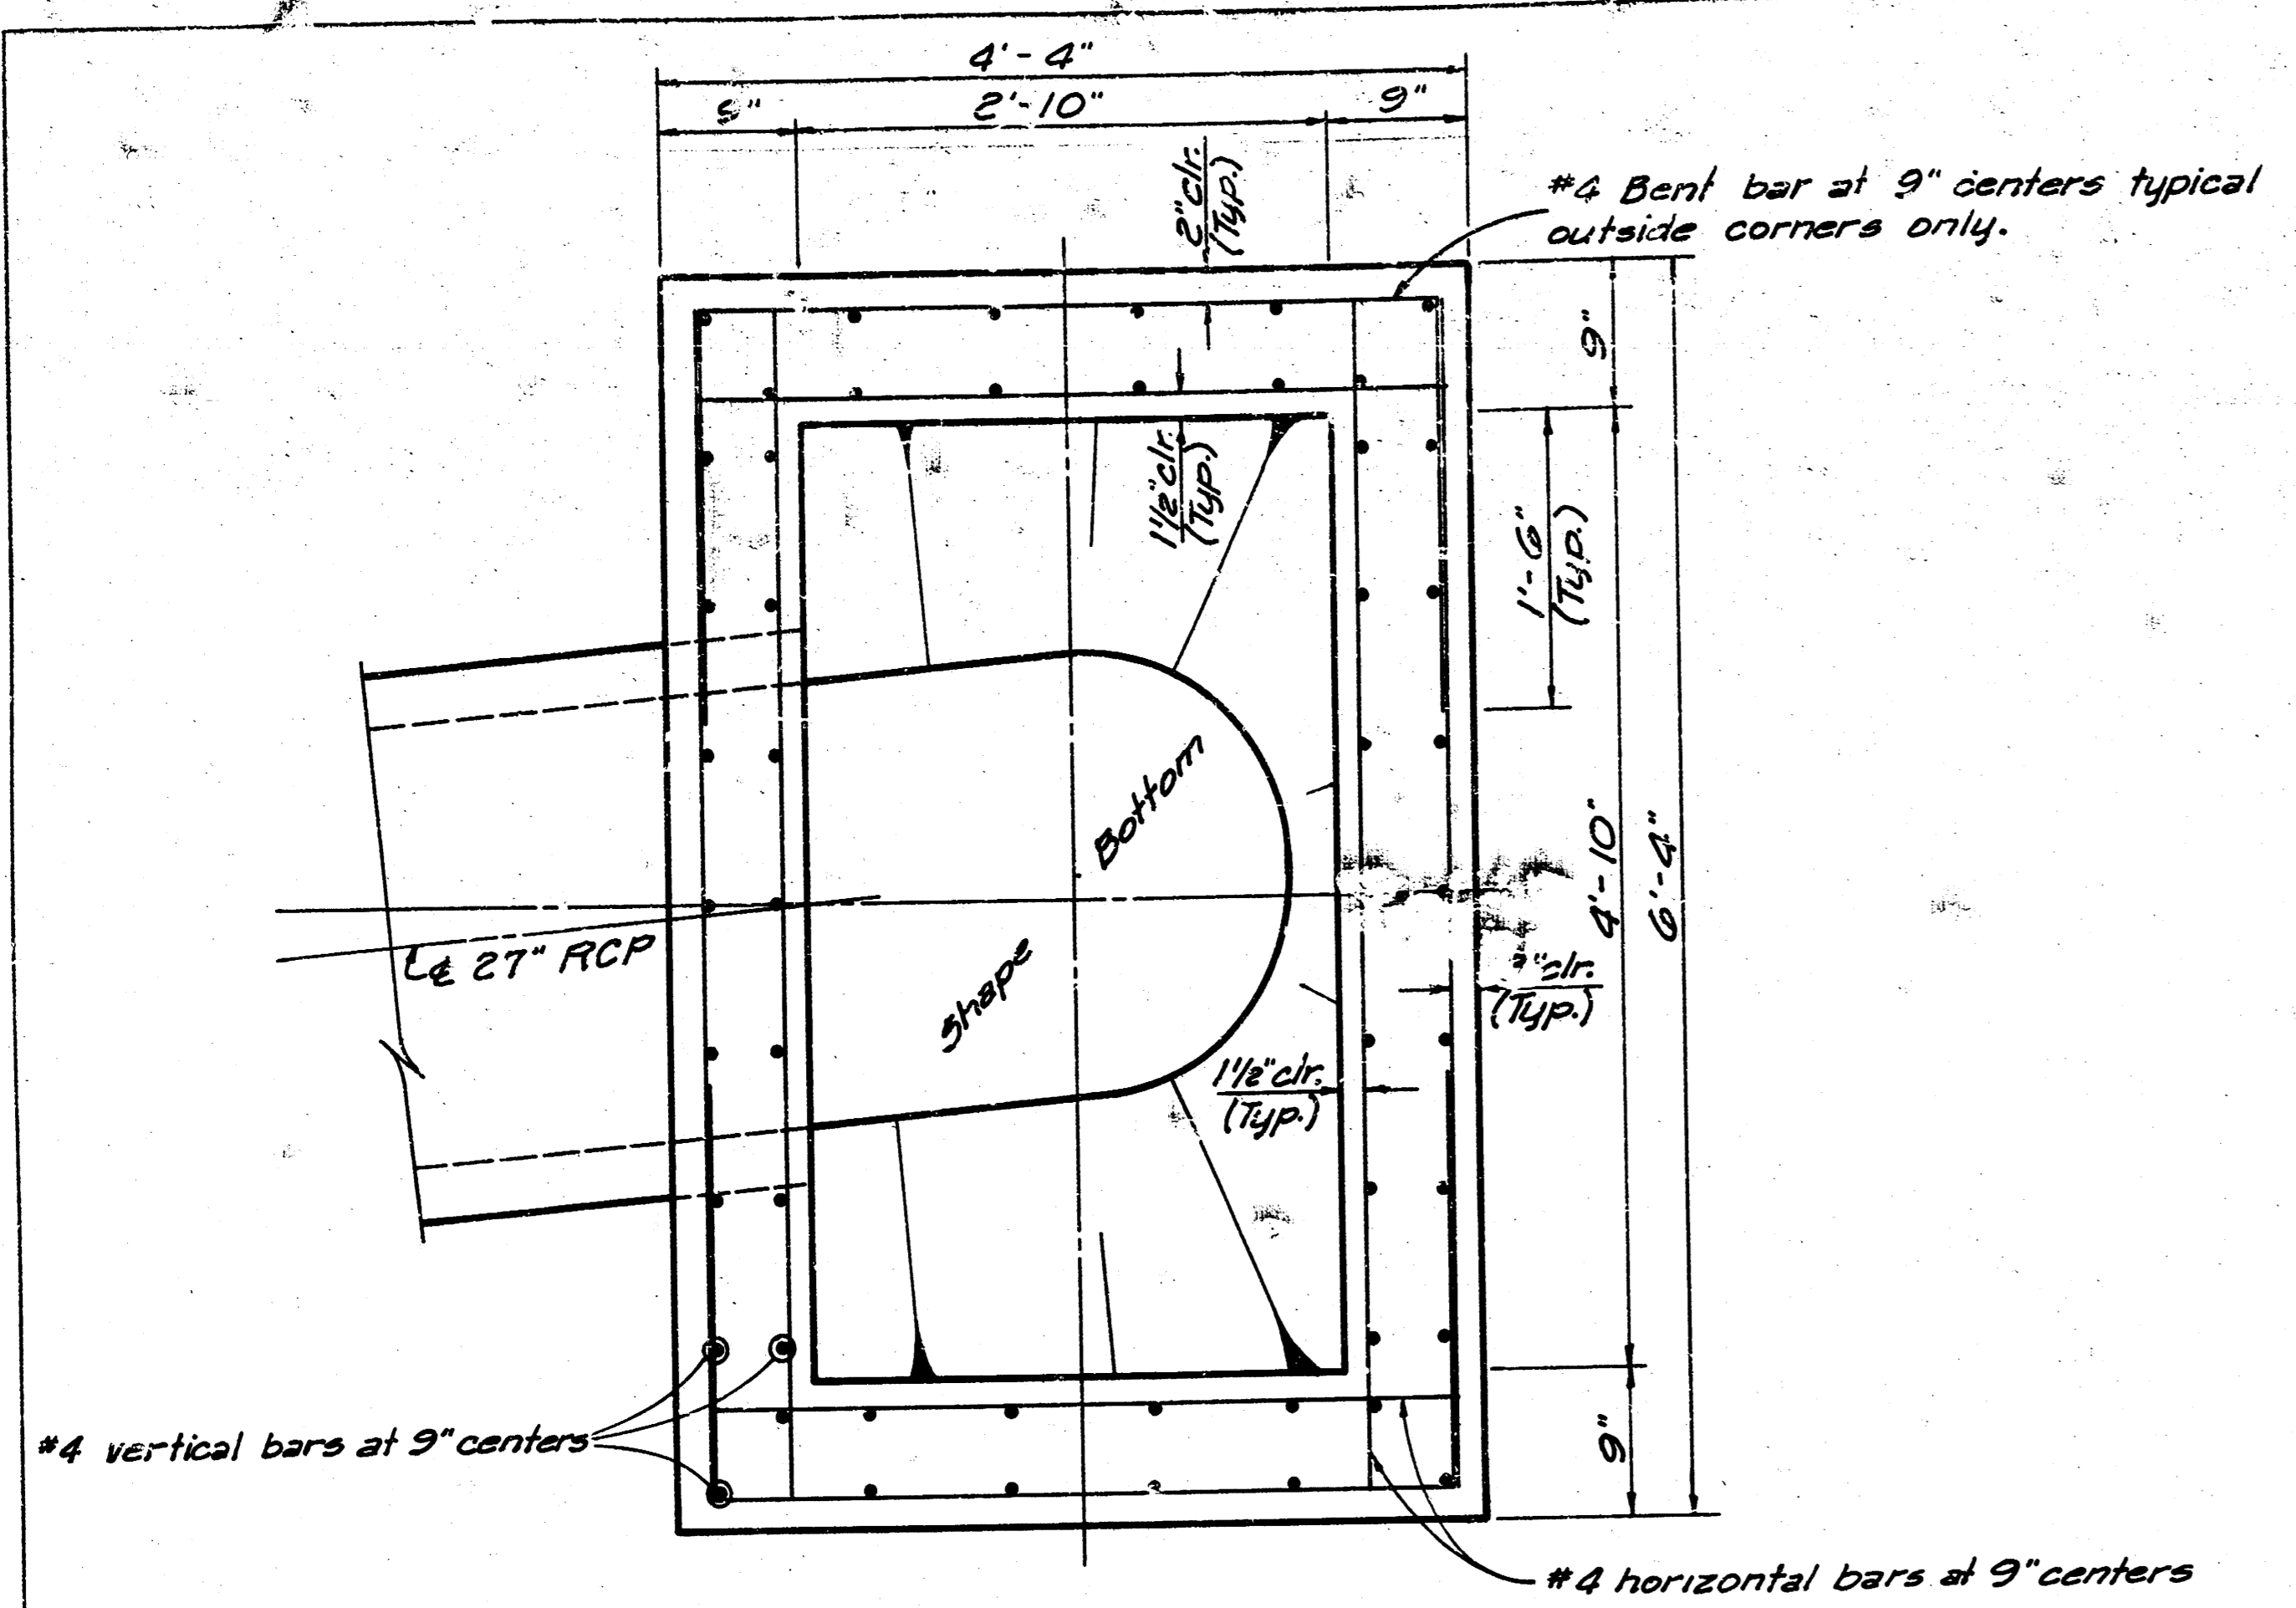 4'-4"
9"
2'-10"
9"
2" clr.
(Typ.)
#4 Bent bar at 9" centers typical
outside corners only.
9"
1 1/2" clr.
(Typ.)
1'-6"
(Typ.)
Bottom
4'-10"
6'-4"
℄ 27" RCP
Shape
clr.
(Typ.)
1 1/2" clr.
(Typ.)
#4 vertical bars at 9" centers
9"
#4 horizontal bars at 9" centers